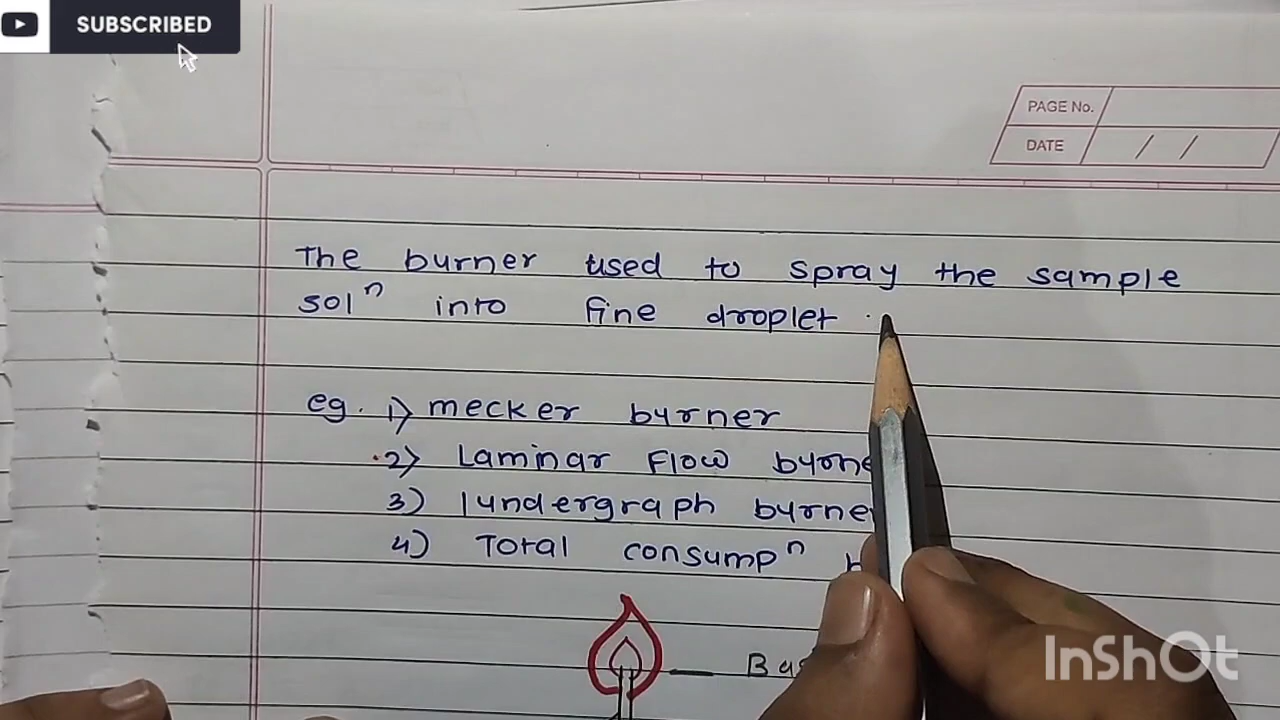 SUBSCRIBED
PAGE No.
DATE / /
The burner used to spray the sample
solⁿ into fine droplet .
eg. 1) mecker burner
2) Laminar Flow burne
3) lundergraph burner
4) Total consumpⁿ
InShOt